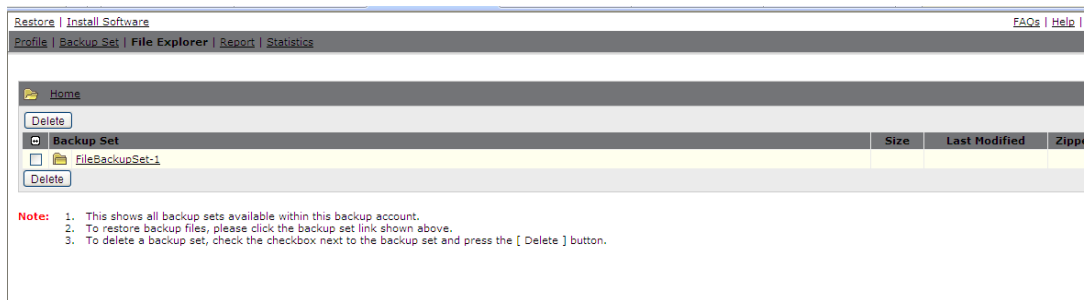 Restore | Install Software
FAQs | Help |
Profile | Backup Set | File Explorer | Report | Statistics
Home
Delete
Backup Set Size Last Modified
FileBackupSet-1
Delete
Note: 1. This shows all backup sets available within this backup account.
2. To restore backup files, please click the backup set link shown above.
3. To delete a backup set, check the checkbox next to the backup set and press the [ Delete ] button.